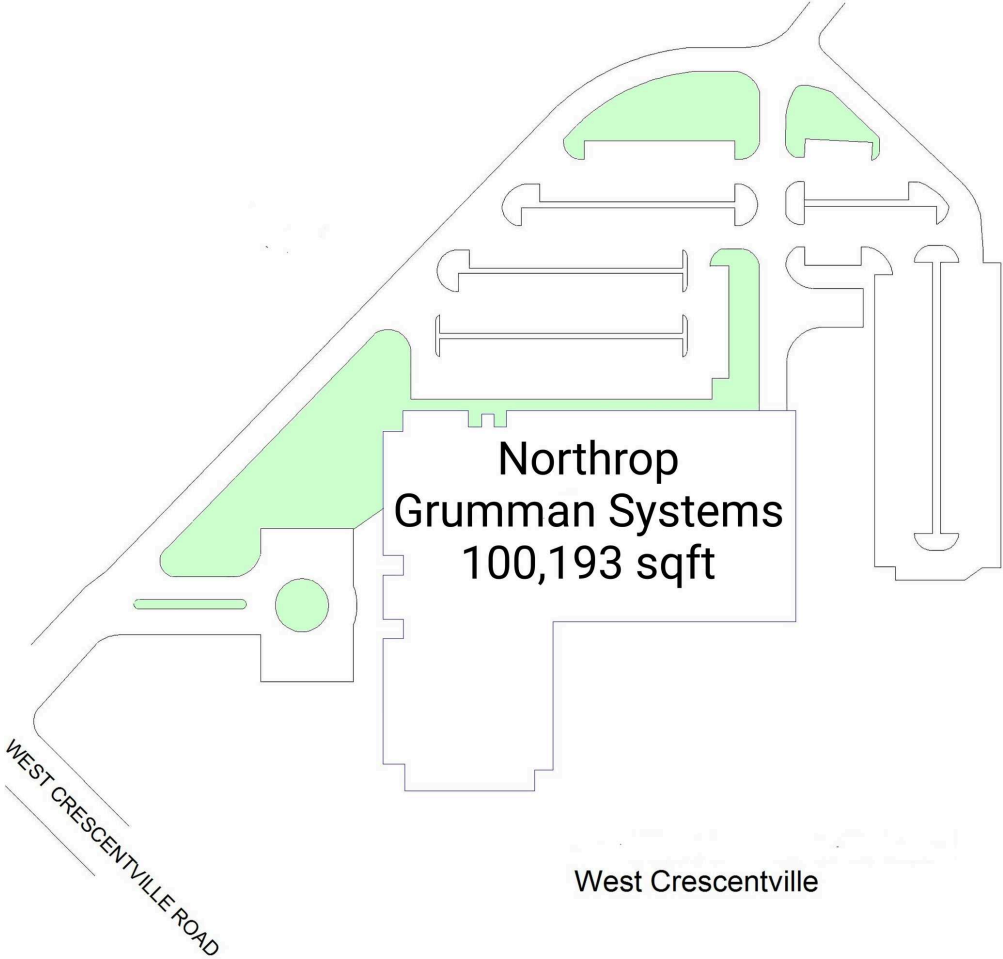 Northrop
Grumman Systems
100,193 sqft
WEST CRESCENTVILLE ROAD
West Crescentville